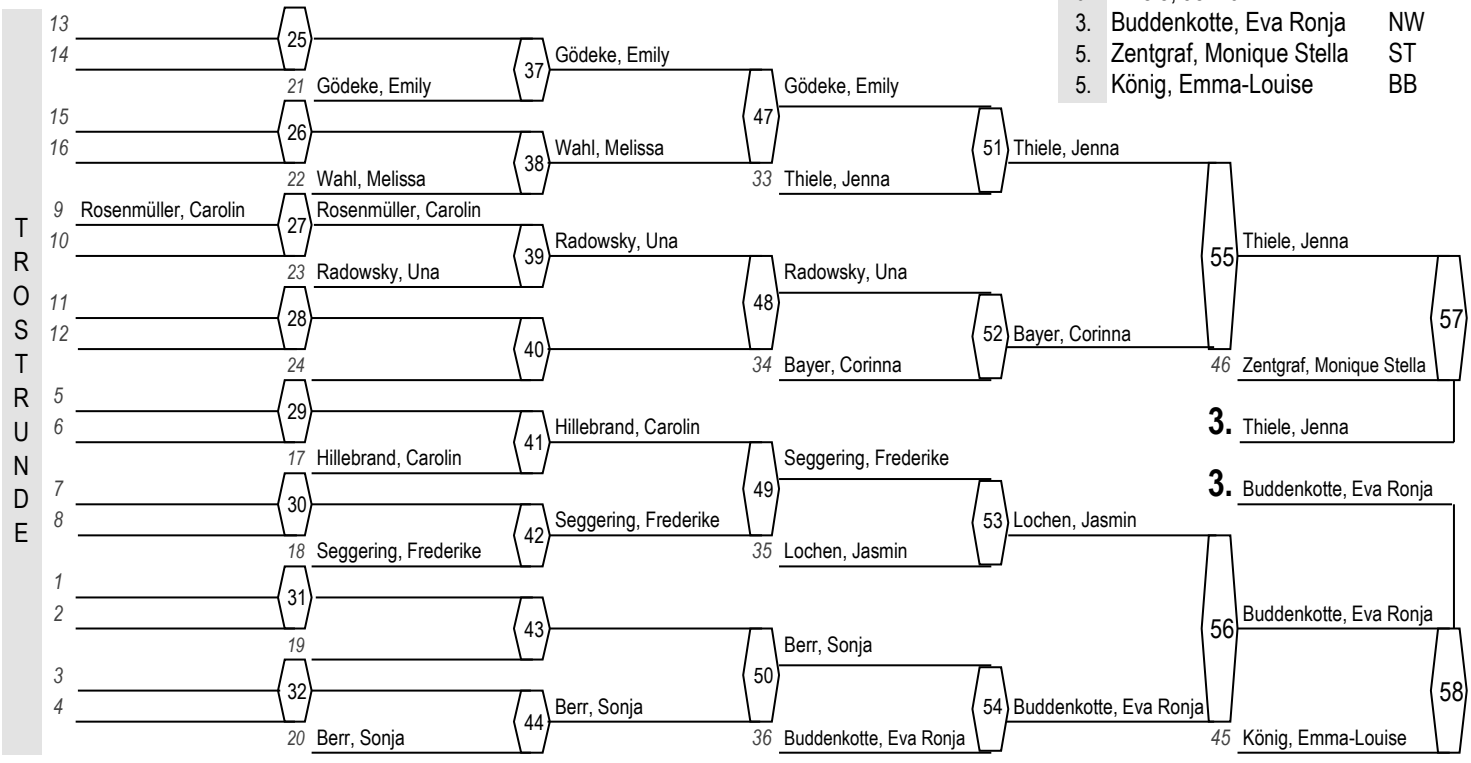 3. Buddenkotte, Eva Ronja NW
5. Zentgraf, Monique Stella ST
5. König, Emma-Louise BB
TROSTRUNDE
13
25
14
37
Gödeke, Emily
21 Gödeke, Emily
Gödeke, Emily
47
15
26
16
38
Wahl, Melissa
51
Thiele, Jenna
22 Wahl, Melissa
33 Thiele, Jenna
9 Rosenmüller, Carolin
27
Rosenmüller, Carolin
10
39
Radowsky, Una
55
Thiele, Jenna
23 Radowsky, Una
Radowsky, Una
48
11
28
57
12
40
52
Bayer, Corinna
24
34 Bayer, Corinna
46 Zentgraf, Monique Stella
5
29
6
41
Hillebrand, Carolin
3. Thiele, Jenna
17 Hillebrand, Carolin
Seggering, Frederike
49
3. Buddenkotte, Eva Ronja
7
30
8
42
Seggering, Frederike
53
Lochen, Jasmin
18 Seggering, Frederike
35 Lochen, Jasmin
1
31
2
43
56
Buddenkotte, Eva Ronja
19
Berr, Sonja
50
3
32
58
4
44
Berr, Sonja
54
Buddenkotte, Eva Ronja
20 Berr, Sonja
36 Buddenkotte, Eva Ronja
45 König, Emma-Louise